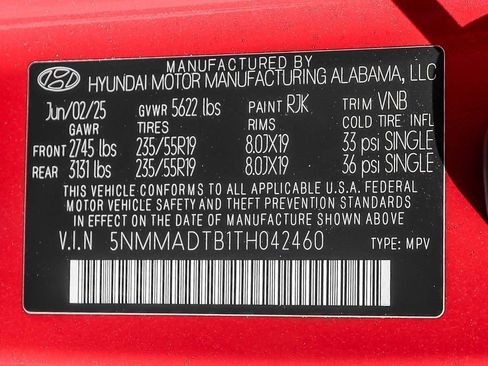 MANUFACTURED BY
HYUNDAI MOTOR MANUFACTURING ALABAMA, LLC
Jun/02/25 GVWR 5622 lbs PAINT RJK TRIM VNB
GAWR TIRES RIMS COLD TIRE INFL
FRONT 2745 lbs 235/55R19 8.0JX19 33 psi SINGLE
REAR 3131 lbs 235/55R19 8.0JX19 36 psi SINGLE
THIS VEHICLE CONFORMS TO ALL APPLICABLE U.S.A. FEDERAL
MOTOR VEHICLE SAFETY AND THEFT PREVENTION STANDARDS
IN EFFECT ON THE DATE OF MANUFACTURE SHOWN ABOVE
V.I.N 5NMMADTB1TH042460 TYPE: MPV